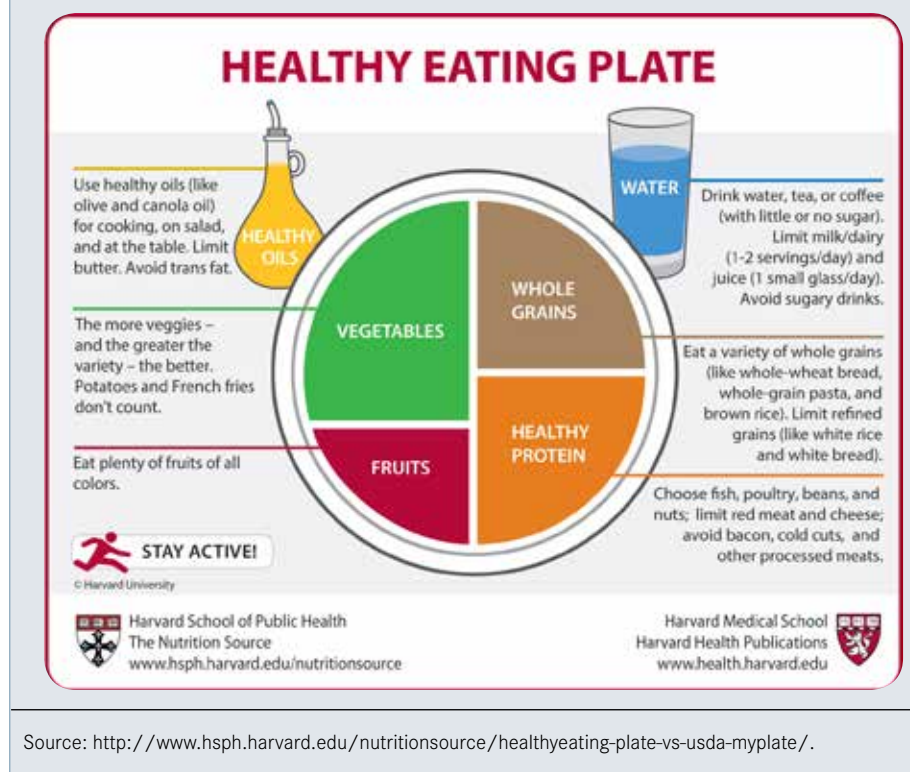 HEALTHY EATING PLATE
Use healthy oils (like
olive and canola oil)
for cooking, on salad,
and at the table. Limit
butter. Avoid trans fat.
HEALTHY
OILS
The more veggies –
and the greater the
variety – the better.
Potatoes and French fries
don't count.
Eat plenty of fruits of all
colors.
VEGETABLES
FRUITS
WHOLE
GRAINS
HEALTHY
PROTEIN
WATER
Drink water, tea, or coffee
(with little or no sugar).
Limit milk/dairy
(1-2 servings/day) and
juice (1 small glass/day).
Avoid sugary drinks.
Eat a variety of whole grains
(like whole-wheat bread,
whole-grain pasta, and
brown rice). Limit refined
grains (like white rice
and white bread).
Choose fish, poultry, beans, and
nuts; limit red meat and cheese;
avoid bacon, cold cuts, and
other processed meats.
STAY ACTIVE!
© Harvard University
Harvard School of Public Health
The Nutrition Source
www.hsph.harvard.edu/nutritionsource
Harvard Medical School
Harvard Health Publications
www.health.harvard.edu
Source: http://www.hsph.harvard.edu/nutritionsource/healthyeating-plate-vs-usda-myplate/.